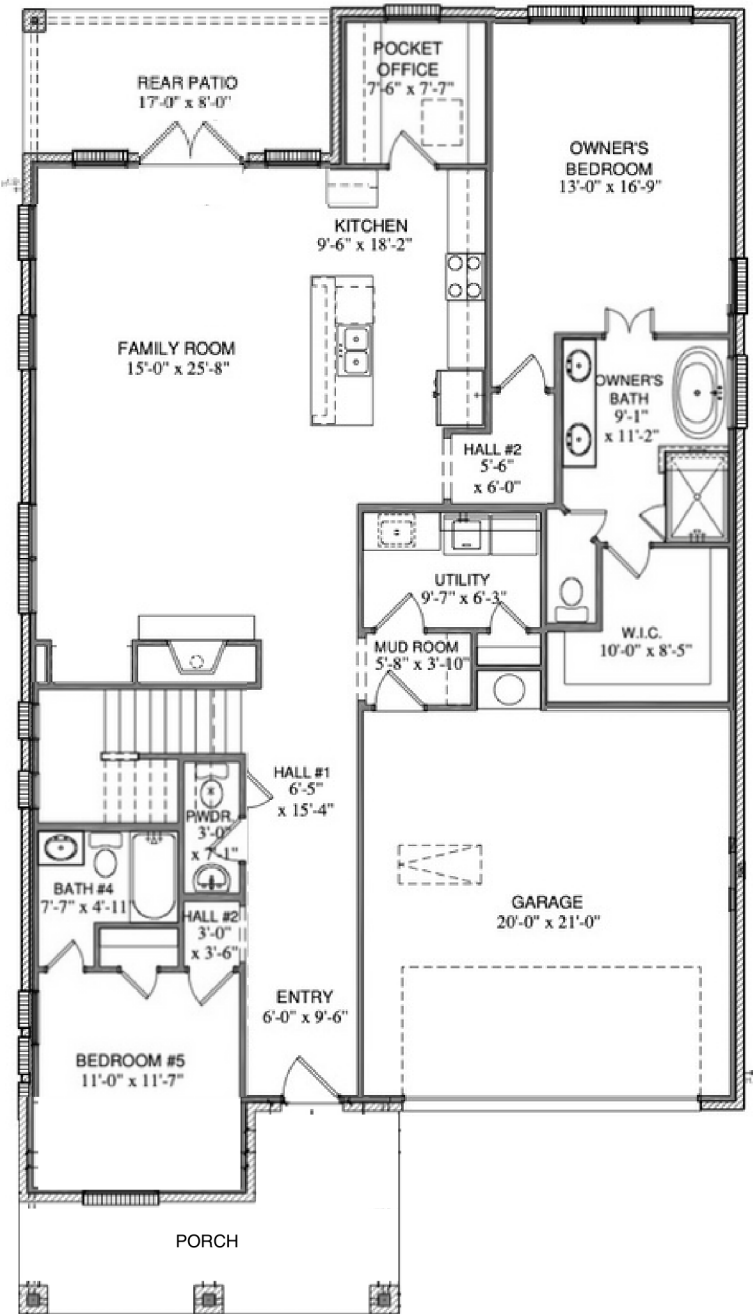 POCKET
OFFICE
7'-6" x 7'-7"
REAR PATIO
17'-0" x 8'-0"
OWNER'S
BEDROOM
13'-0" x 16'-9"
KITCHEN
9'-6" x 18'-2"
FAMILY ROOM
15'-0" x 25'-8"
OWNER'S
BATH
9'-1"
x 11'-2"
HALL #2
5'-6"
x 6'-0"
UTILITY
9'-7" x 6'-3"
W.I.C.
10'-0" x 8'-5"
MUD ROOM
5'-8" x 3'-10"
HALL #1
6'-5"
x 15'-4"
PWDR.
3'-0"
x 7'-1"
BATH #4
7'-7" x 4'-11"
HALL #2
3'-0"
x 3'-6"
GARAGE
20'-0" x 21'-0"
ENTRY
6'-0" x 9'-6"
BEDROOM #5
11'-0" x 11'-7"
PORCH